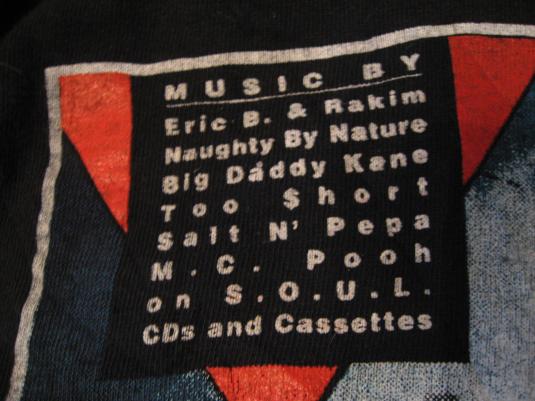 MUSIC BY
Eric B. & Rakim
Naughty By Nature
Big Daddy Kane
Too $hort
Salt N' Pepa
M.C. Pooh
on S.O.U.L.
CDs and Cassettes